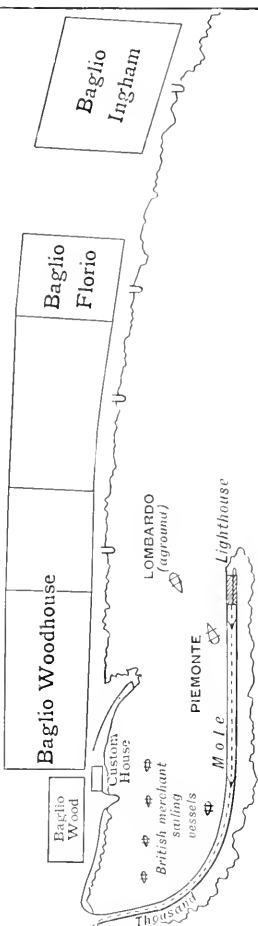 Baglio
Ingham
Baglio
Florio
Baglio Woodhouse
Baglio
Wood
Custom
House
LOMBARDO
(aground)
Lighthouse
PIEMONTE
Mole
British merchant
sailing
vessels
Thousand